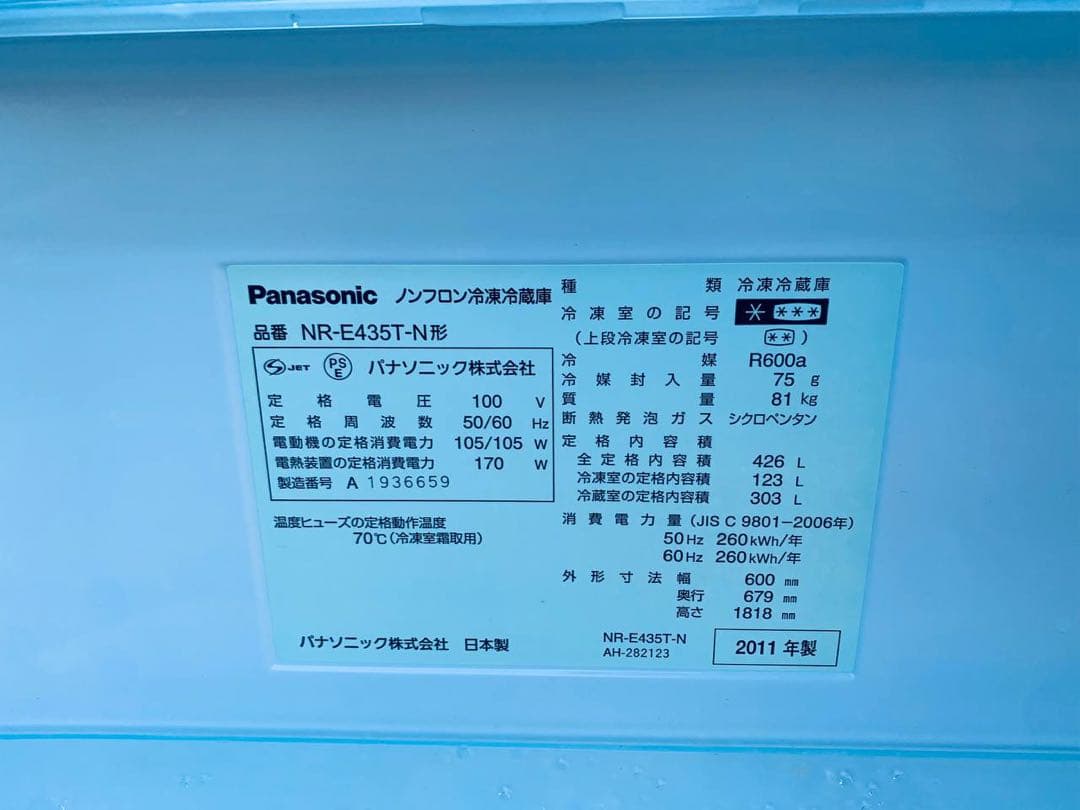 Panasonic ノンフロン冷凍冷蔵庫
品番 NR-E435T-N形
S JET PSE パナソニック株式会社
定格電圧 100 V
定格周波数 50/60 Hz
電動機の定格消費電力 105/105 W
電熱装置の定格消費電力 170 W
製造番号 A 1936659
温度ヒューズの定格動作温度
70℃(冷凍室霜取用)
パナソニック株式会社 日本製
種類 冷凍冷蔵庫
冷凍室の記号 * ***
(上段冷凍室の記号 ** )
冷媒 R600a
冷媒封入量 75 g
質量 81 kg
断熱発泡ガス シクロペンタン
定格内容積
全定格内容積 426 L
冷凍室の定格内容積 123 L
冷蔵室の定格内容積 303 L
消費電力量(JIS C 9801-2006年)
50Hz 260kWh/年
60Hz 260kWh/年
外形寸法 幅 600 mm
奥行 679 mm
高さ 1818 mm
NR-E435T-N
AH-282123
2011 年製